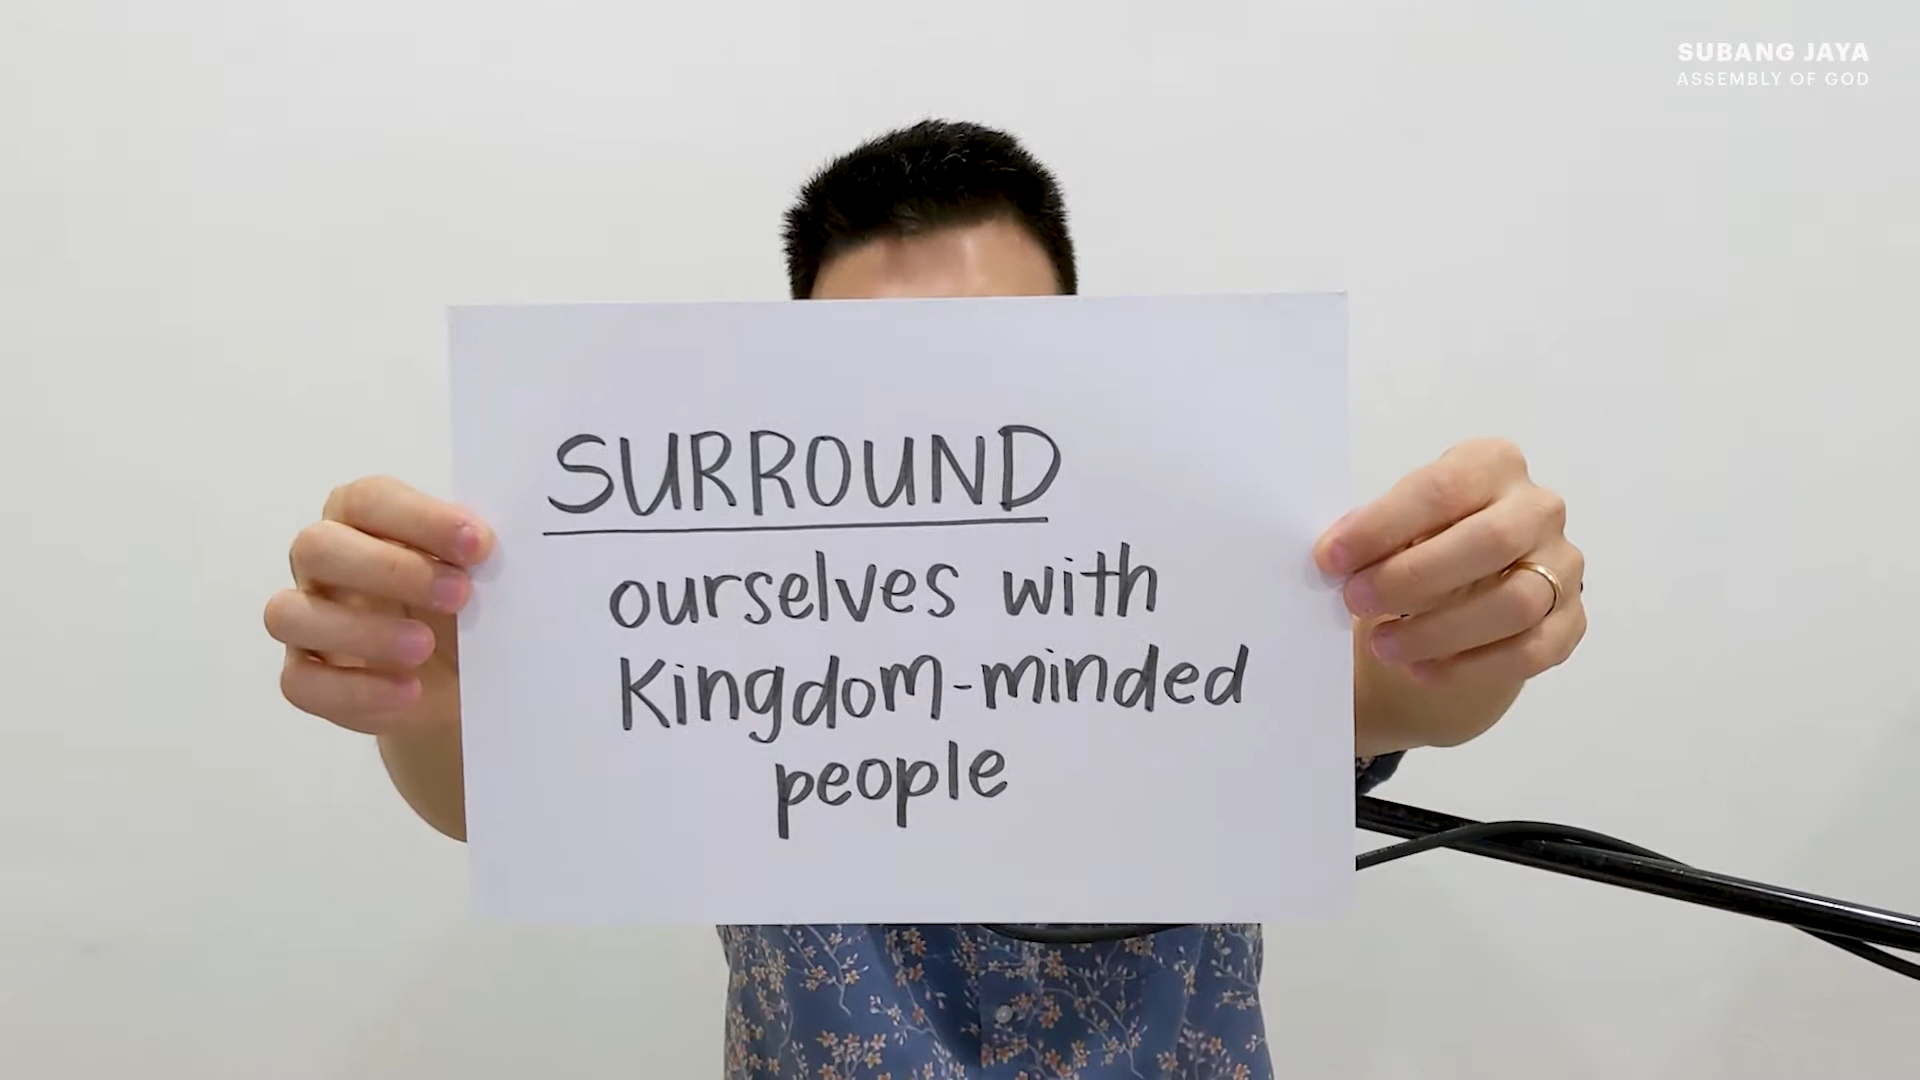 SUBANG JAYA
ASSEMBLY OF GOD
SURROUND
ourselves with
Kingdom-minded
people